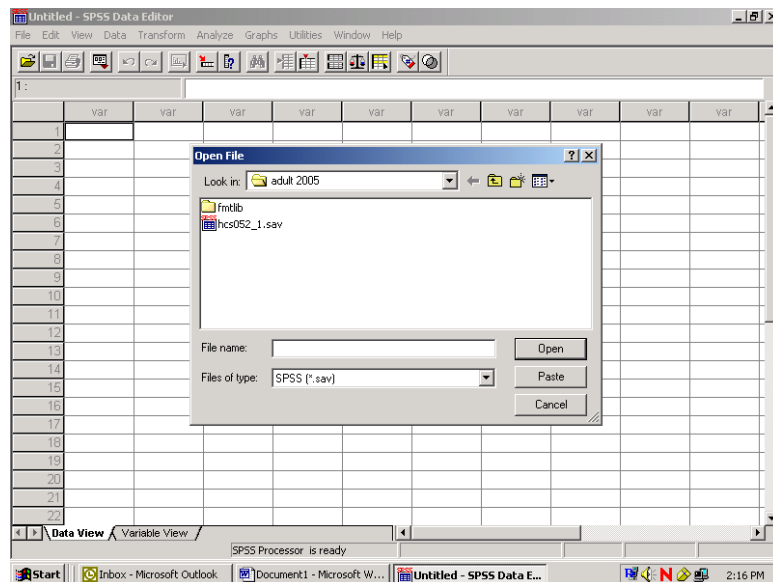 Untitled - SPSS Data Editor
File Edit View Data Transform Analyze Graphs Utilities Window Help
1 :
var var var var var var var var var var
1
2
3
4
5
6
7
8
9
10
11
12
13
14
15
16
17
18
19
20
21
22
Open File
Look in: adult 2005
fmtlib
hcs052_1.sav
File name: Open
Files of type: SPSS (*.sav) Paste
Cancel
Data View Variable View
SPSS Processor is ready
Start Inbox - Microsoft Outlook Document1 - Microsoft W... Untitled - SPSS Data E... 2:16 PM